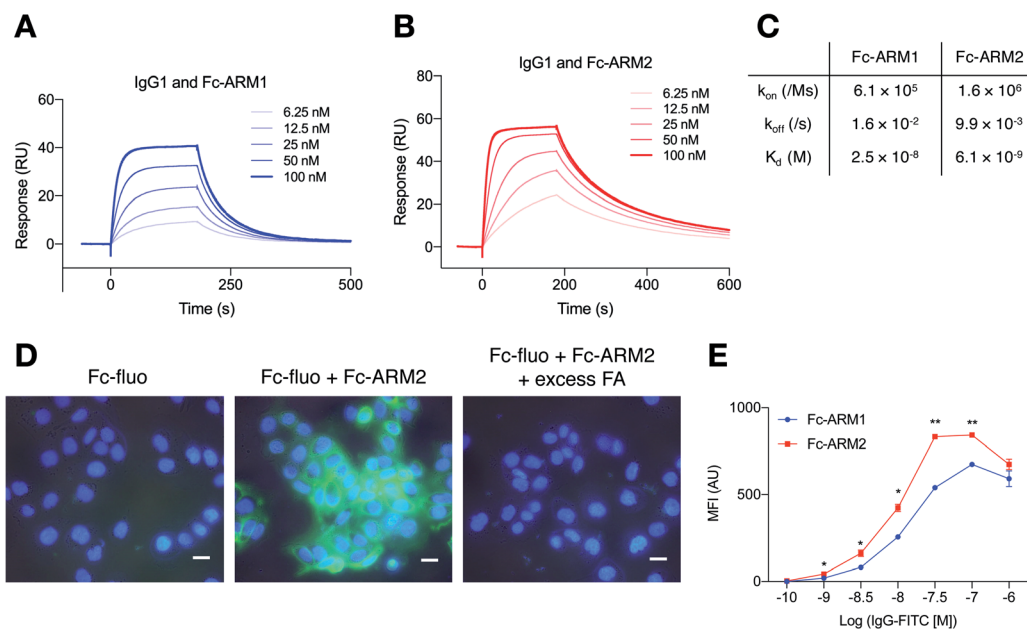 A
IgG1 and Fc-ARM1
60
40
20
0
Response (RU)
6.25 nM
12.5 nM
25 nM
50 nM
100 nM
0
250
500
Time (s)
B
IgG1 and Fc-ARM2
80
60
40
20
0
Response (RU)
6.25 nM
12.5 nM
25 nM
50 nM
100 nM
0
200
400
600
Time (s)
C
Fc-ARM1 Fc-ARM2
kon (/Ms) 6.1 × 10⁵ 1.6 × 10⁶
koff (/s) 1.6 × 10⁻² 9.9 × 10⁻³
Kd (M) 2.5 × 10⁻⁸ 6.1 × 10⁻⁹
D
Fc-fluo
Fc-fluo + Fc-ARM2
Fc-fluo + Fc-ARM2
+ excess FA
E
1000
500
0
MFI (AU)
Fc-ARM1
Fc-ARM2
*
*
*
**
**
-10
-9
-8.5
-8
-7.5
-7
-6
Log (IgG-FITC [M])